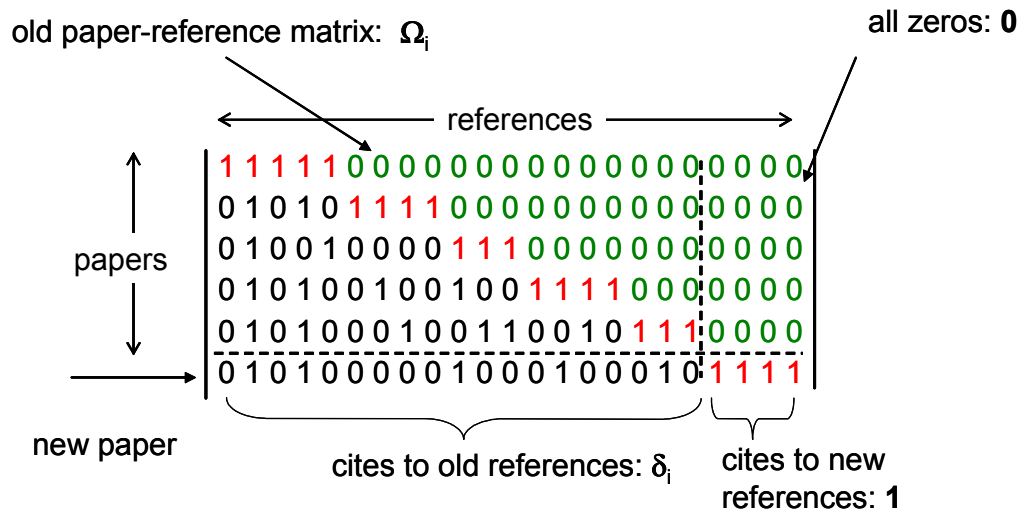 old paper-reference matrix: Ωi
all zeros: 0
references
papers
1 1 1 1 1 0 0 0 0 0 0 0 0 0 0 0 0 0 0 0 0 0 0
0 1 0 1 0 1 1 1 1 0 0 0 0 0 0 0 0 0 0 0 0 0 0
0 1 0 0 1 0 0 0 0 1 1 1 0 0 0 0 0 0 0 0 0 0 0
0 1 0 1 0 0 1 0 0 1 0 0 1 1 1 1 0 0 0 0 0 0 0
0 1 0 1 0 0 0 1 0 0 1 1 0 0 1 0 1 1 1 0 0 0 0
0 1 0 1 0 0 0 0 0 1 0 0 0 1 0 0 0 1 0 1 1 1 1
new paper
cites to old references: δi
cites to new
references: 1